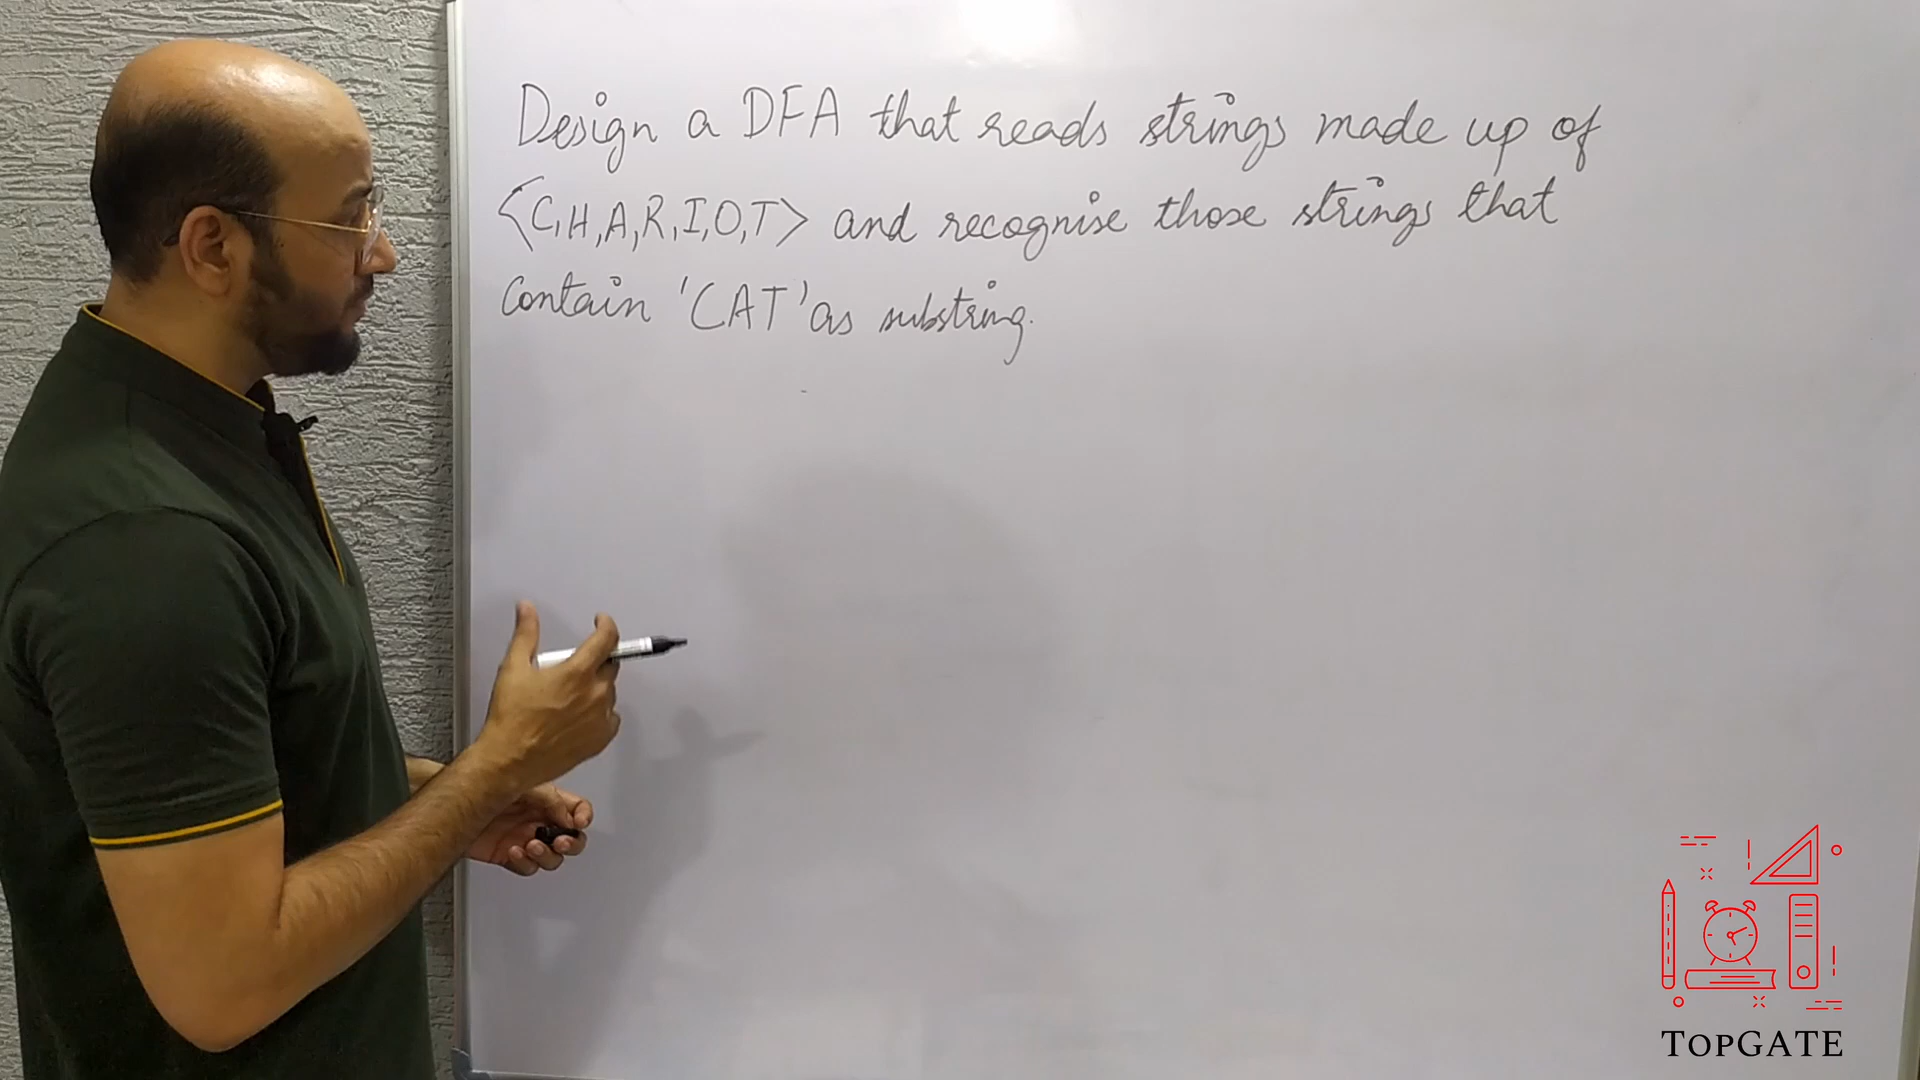 Design a DFA that reads strings made up of
<C,H,A,R,I,O,T> and recognise those strings that
contain 'CAT' as substring.
TOPGATE